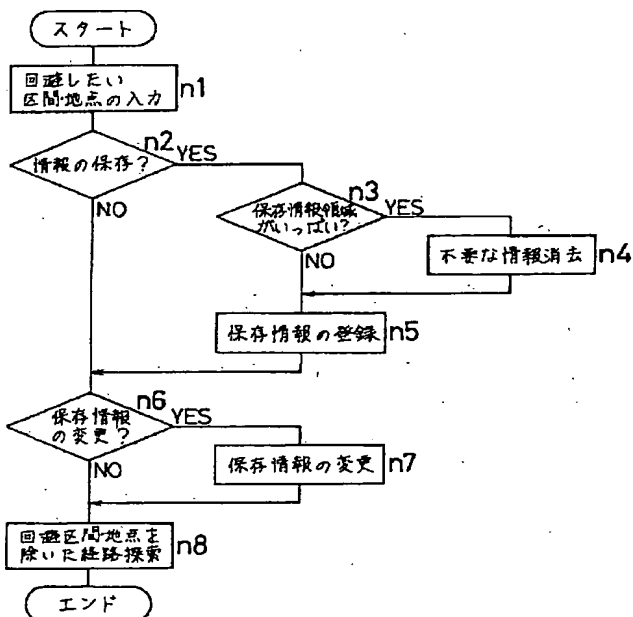 スタート
回避したい
区間・地点の入力
n1
n2
情報の保存?
YES
NO
n3
保存情報領域
がいっぱい?
YES
NO
不要な情報消去
n4
保存情報の登録
n5
n6
保存情報
の変更?
YES
NO
保存情報の変更
n7
回避区間・地点を
除いた経路探索
n8
エンド